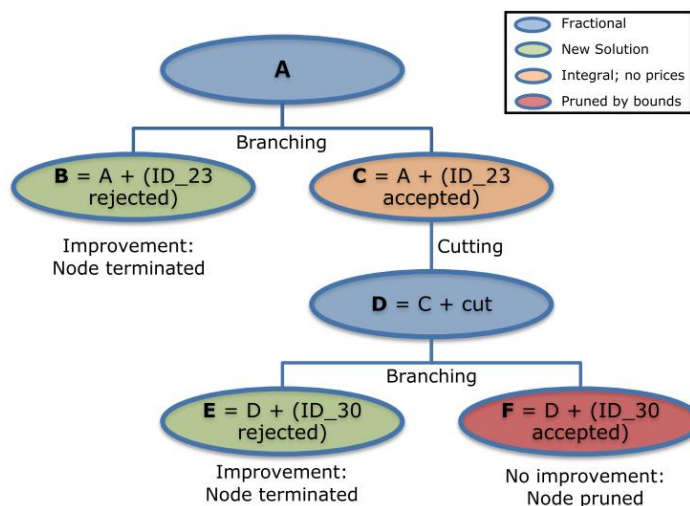 Fractional
New Solution
Integral; no prices
Pruned by bounds
A
Branching
B = A + (ID_23
rejected)
C = A + (ID_23
accepted)
Improvement:
Node terminated
Cutting
D = C + cut
Branching
E = D + (ID_30
rejected)
F = D + (ID_30
accepted)
Improvement:
Node terminated
No improvement:
Node pruned